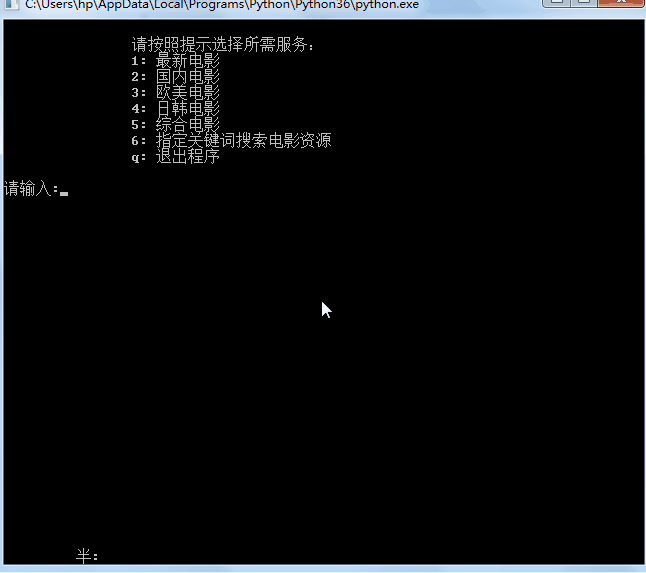 C:\Users\hp\AppData\Local\Programs\Python\Python36\python.exe
请按照提示选择所需服务:
1: 最新电影
2: 国内电影
3: 欧美电影
4: 日韩电影
5: 综合电影
6: 指定关键词搜索电影资源
q: 退出程序
请输入:
半: